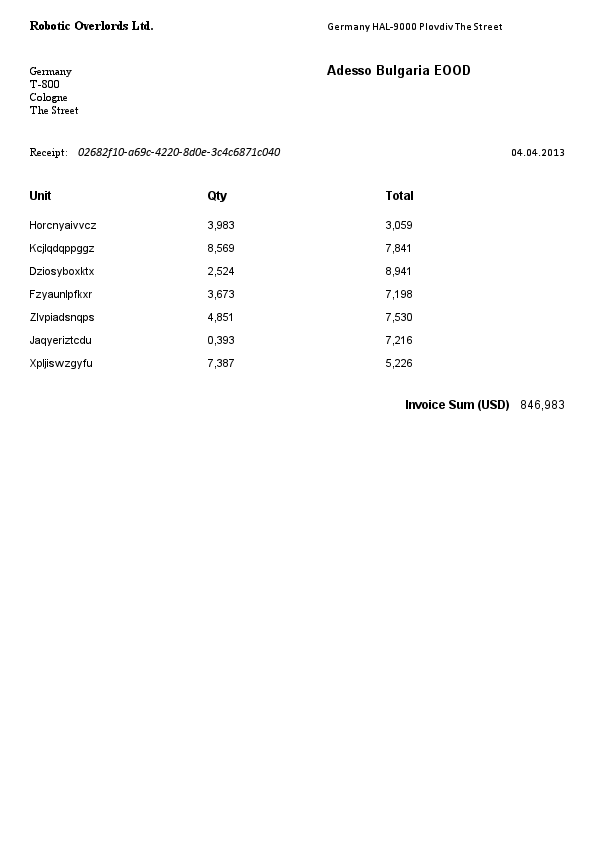 Robotic Overlords Ltd.
Germany HAL-9000 Plovdiv The Street
Adesso Bulgaria EOOD
Germany
T-800
Cologne
The Street
Receipt: 02682f10-a69c-4220-8d0e-3c4c6871c040 04.04.2013
Unit Qty Total
Horcnyaivvcz 3,983 3,059
Kcjlqdqppggz 8,569 7,841
Dziosyboxktx 2,524 8,941
Fzyaunlpfkxr 3,673 7,198
Zlvpiadsnqps 4,851 7,530
Jaqyeriztcdu 0,393 7,216
Xpljiswzgyfu 7,387 5,226
Invoice Sum (USD) 846,983